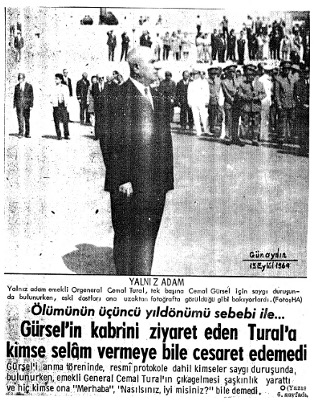 Günaydın
15 Eylül 1969
YALNIZ ADAM
Yalnız adam emekli Orgeneral Cemal Tural, tek başına Cemal Gürsel için saygı duruşun-
da bulunurken, eski dostları ona uzaktan fotoğrafta görüldüğü gibi bakıyorlardı. (Foto:HA)
Ölümünün üçüncü yıldönümü sebebi ile...
Gürsel'in kabrini ziyaret eden Tural'a
kimse selâm vermeye bile cesaret edemedi
Gürsel'i anma töreninde, resmî protokole dahil kimseler saygı duruşunda,
bulunurken, emekli General Cemal Tural'ın çıkagelmesi şaşkınlık yarattı
ve hiç kimse ona "Merhaba", "Nasılsınız, iyi misiniz?" bile demedi.
Yazısı
6. sayfada